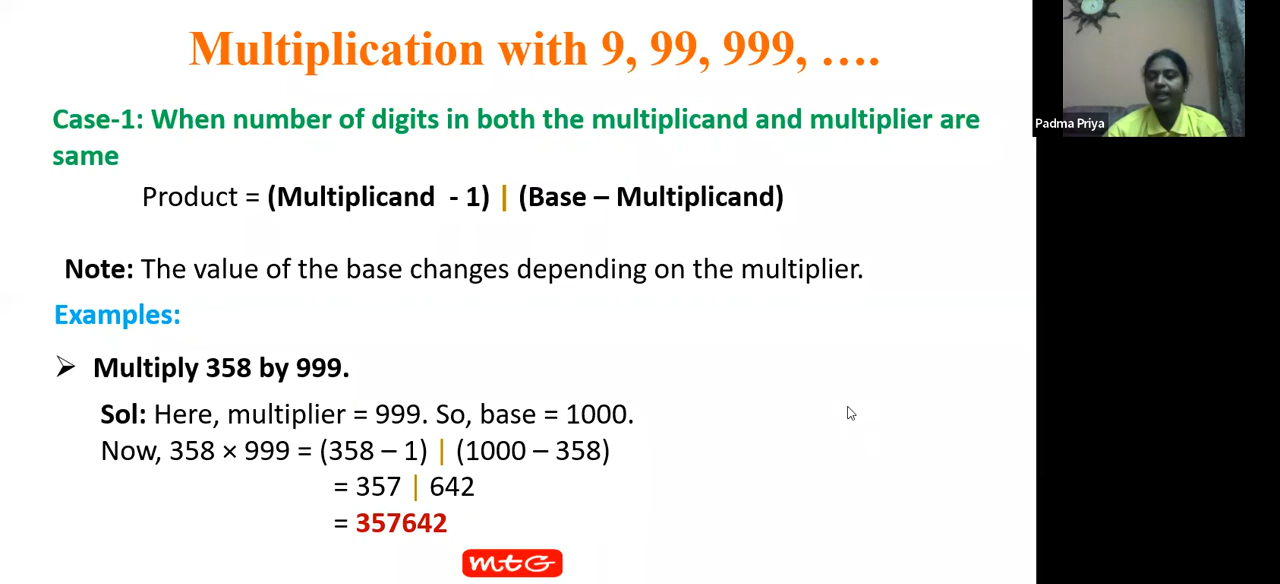 Multiplication with 9, 99, 999, ....
Case-1: When number of digits in both the multiplicand and multiplier are
same
Product = (Multiplicand - 1) | (Base – Multiplicand)
Note: The value of the base changes depending on the multiplier.
Examples:
➢ Multiply 358 by 999.
Sol: Here, multiplier = 999. So, base = 1000.
Now, 358 × 999 = (358 – 1) | (1000 – 358)
= 357 | 642
= 357642
mtG
Padma Priya